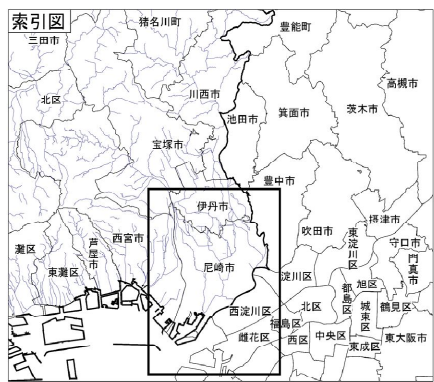 索引図
猪名川町
豊能町
三田市
高槻市
北区
川西市
茨木市
池田市
箕面市
宝塚市
豊中市
伊丹市
摂津市
吹田市
東淀川区
守口市
西宮市
芦屋市
灘区
門真市
尼崎市
東灘区
淀川区
旭区
都島区
西淀川区
北区
城東区
鶴見区
福島区
雌花区
西区
中央区
東大阪市
東成区